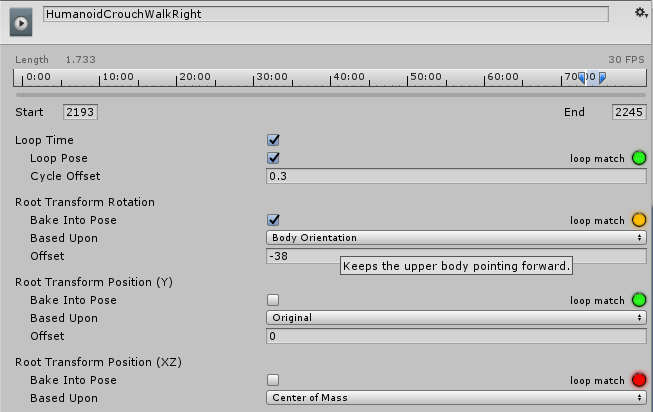 HumanoidCrouchWalkRight
Length 1.733 30 FPS
0:00 10:00 20:00 30:00 40:00 50:00 60:00
Start 2193 End 2245
Loop Time
Loop Pose loop match
Cycle Offset 0.3
Root Transform Rotation
Bake Into Pose loop match
Based Upon Body Orientation
Offset -38
Keeps the upper body pointing forward.
Root Transform Position (Y)
Bake Into Pose loop match
Based Upon Original
Offset 0
Root Transform Position (XZ)
Bake Into Pose loop match
Based Upon Center of Mass